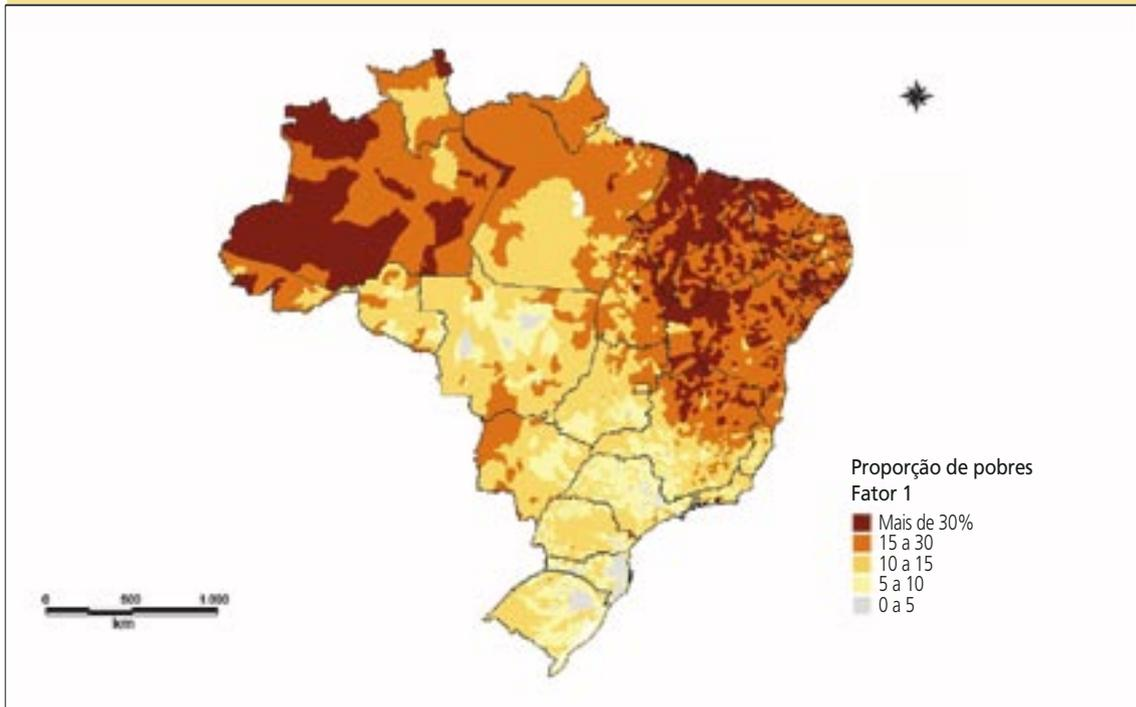 Proporção de pobres
Fator 1
Mais de 30%
15 a 30
10 a 15
5 a 10
0 a 5
0 500 1.000
km